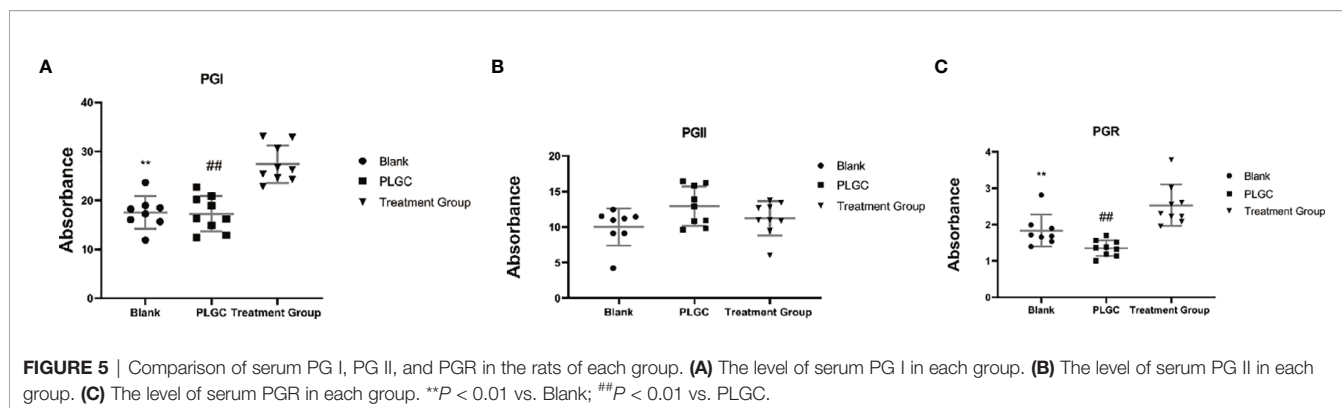 A
PGI
Absorbance
40
30
20
10
0
**
##
Blank
PLGC
Treatment Group
Blank
PLGC
Treatment Group
B
PGII
Absorbance
20
15
10
5
0
Blank
PLGC
Treatment Group
Blank
PLGC
Treatment Group
C
PGR
Absorbance
4
3
2
1
0
**
##
Blank
PLGC
Treatment Group
Blank
PLGC
Treatment Group
FIGURE 5 | Comparison of serum PG I, PG II, and PGR in the rats of each group. (A) The level of serum PG I in each group. (B) The level of serum PG II in each
group. (C) The level of serum PGR in each group. **P < 0.01 vs. Blank; ##P < 0.01 vs. PLGC.